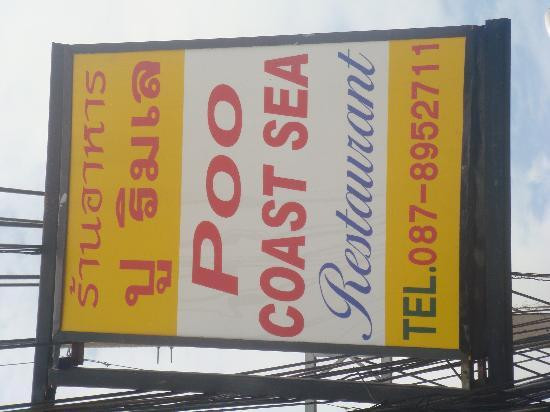 ร้านอาหาร
ปู ริมเล
POO
COAST SEA
Restaurant
TEL.087-8952711